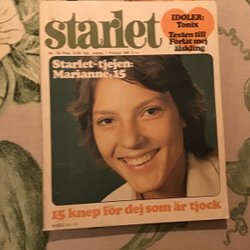 starlet
IDOLER:
Tonix
Texten till
Förlåt mej
älskling
Starlet-tjejen:
Marianne, 15
15 knep för dej som är tjock